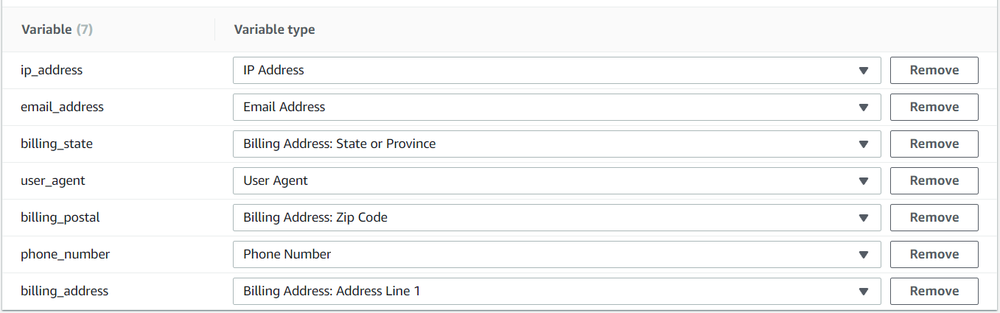 Variable (7) Variable type
ip_address IP Address Remove
email_address Email Address Remove
billing_state Billing Address: State or Province Remove
user_agent User Agent Remove
billing_postal Billing Address: Zip Code Remove
phone_number Phone Number Remove
billing_address Billing Address: Address Line 1 Remove